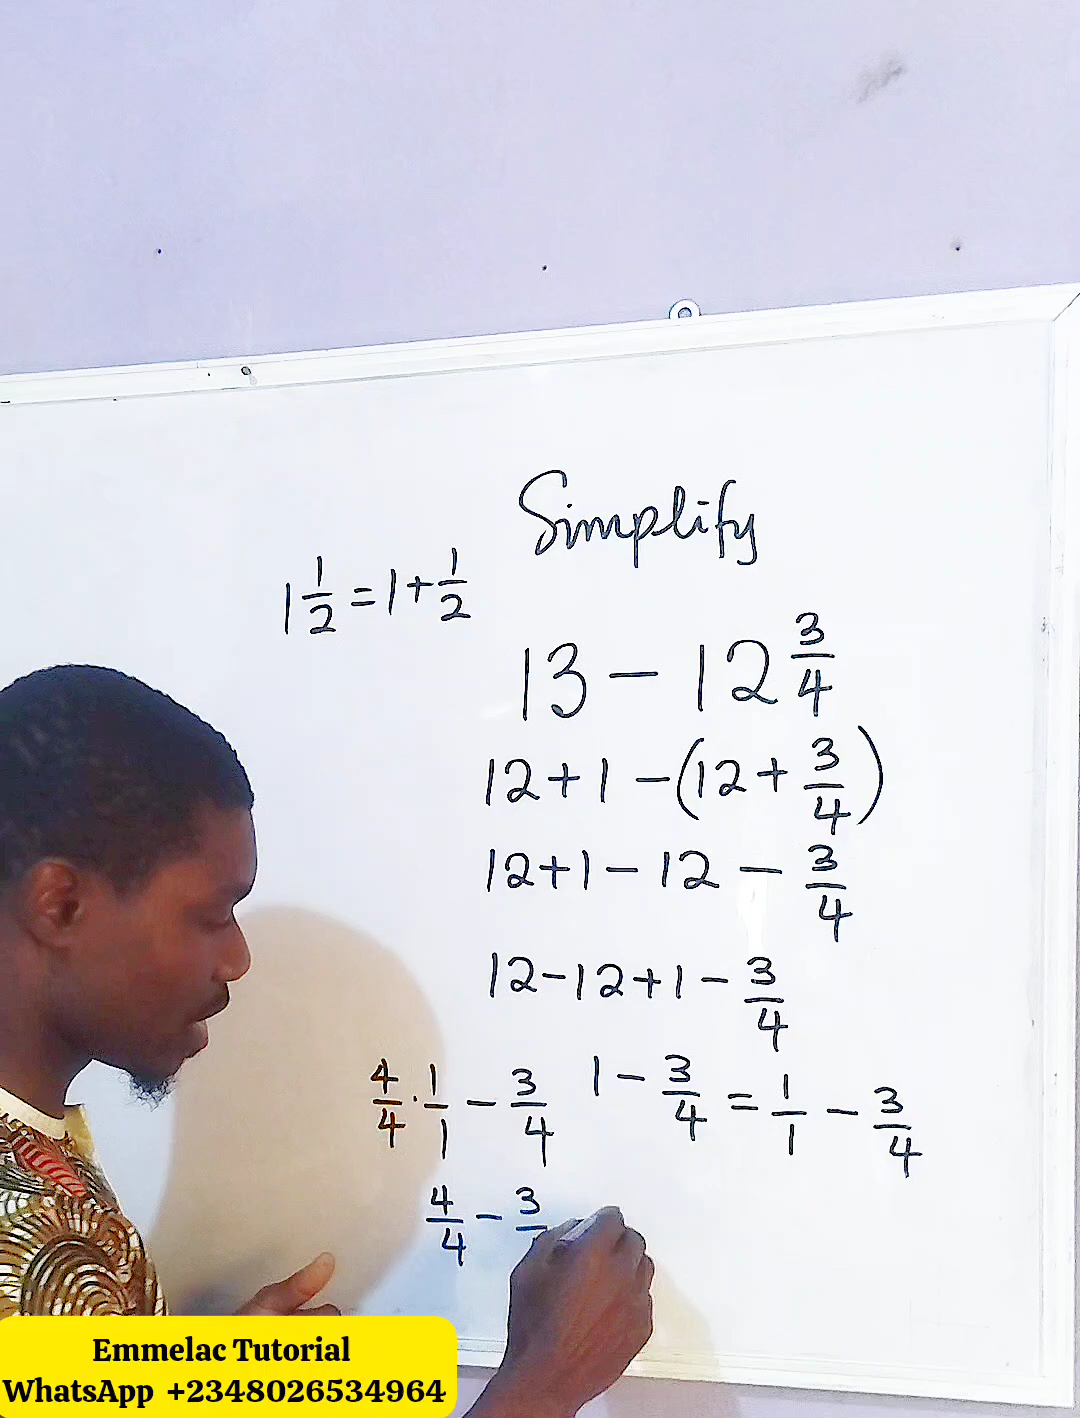 Simplify
1 1/2 = 1 + 1/2
13 - 12 3/4
12 + 1 - (12 + 3/4)
12 + 1 - 12 - 3/4
12 - 12 + 1 - 3/4
1 - 3/4 = 1/1 - 3/4
4/4 · 1/1 - 3/4
4/4 - 3/
Emmelac Tutorial
WhatsApp +2348026534964